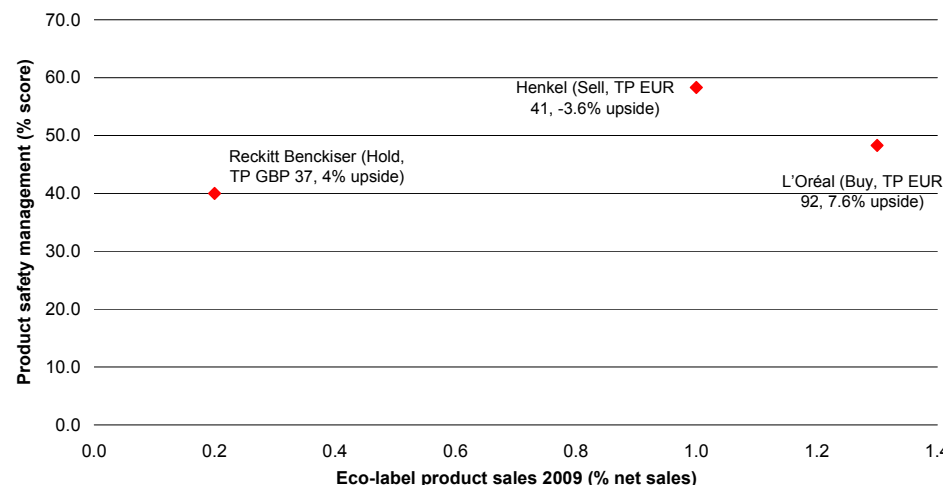 70.0
60.0
50.0
40.0
30.0
20.0
10.0
0.0
Product safety management (% score)
Henkel (Sell, TP EUR
41, -3.6% upside)
Reckitt Benckiser (Hold,
TP GBP 37, 4% upside)
L'Oréal (Buy, TP EUR
92, 7.6% upside)
0.0 0.2 0.4 0.6 0.8 1.0 1.2 1.4
Eco-label product sales 2009 (% net sales)